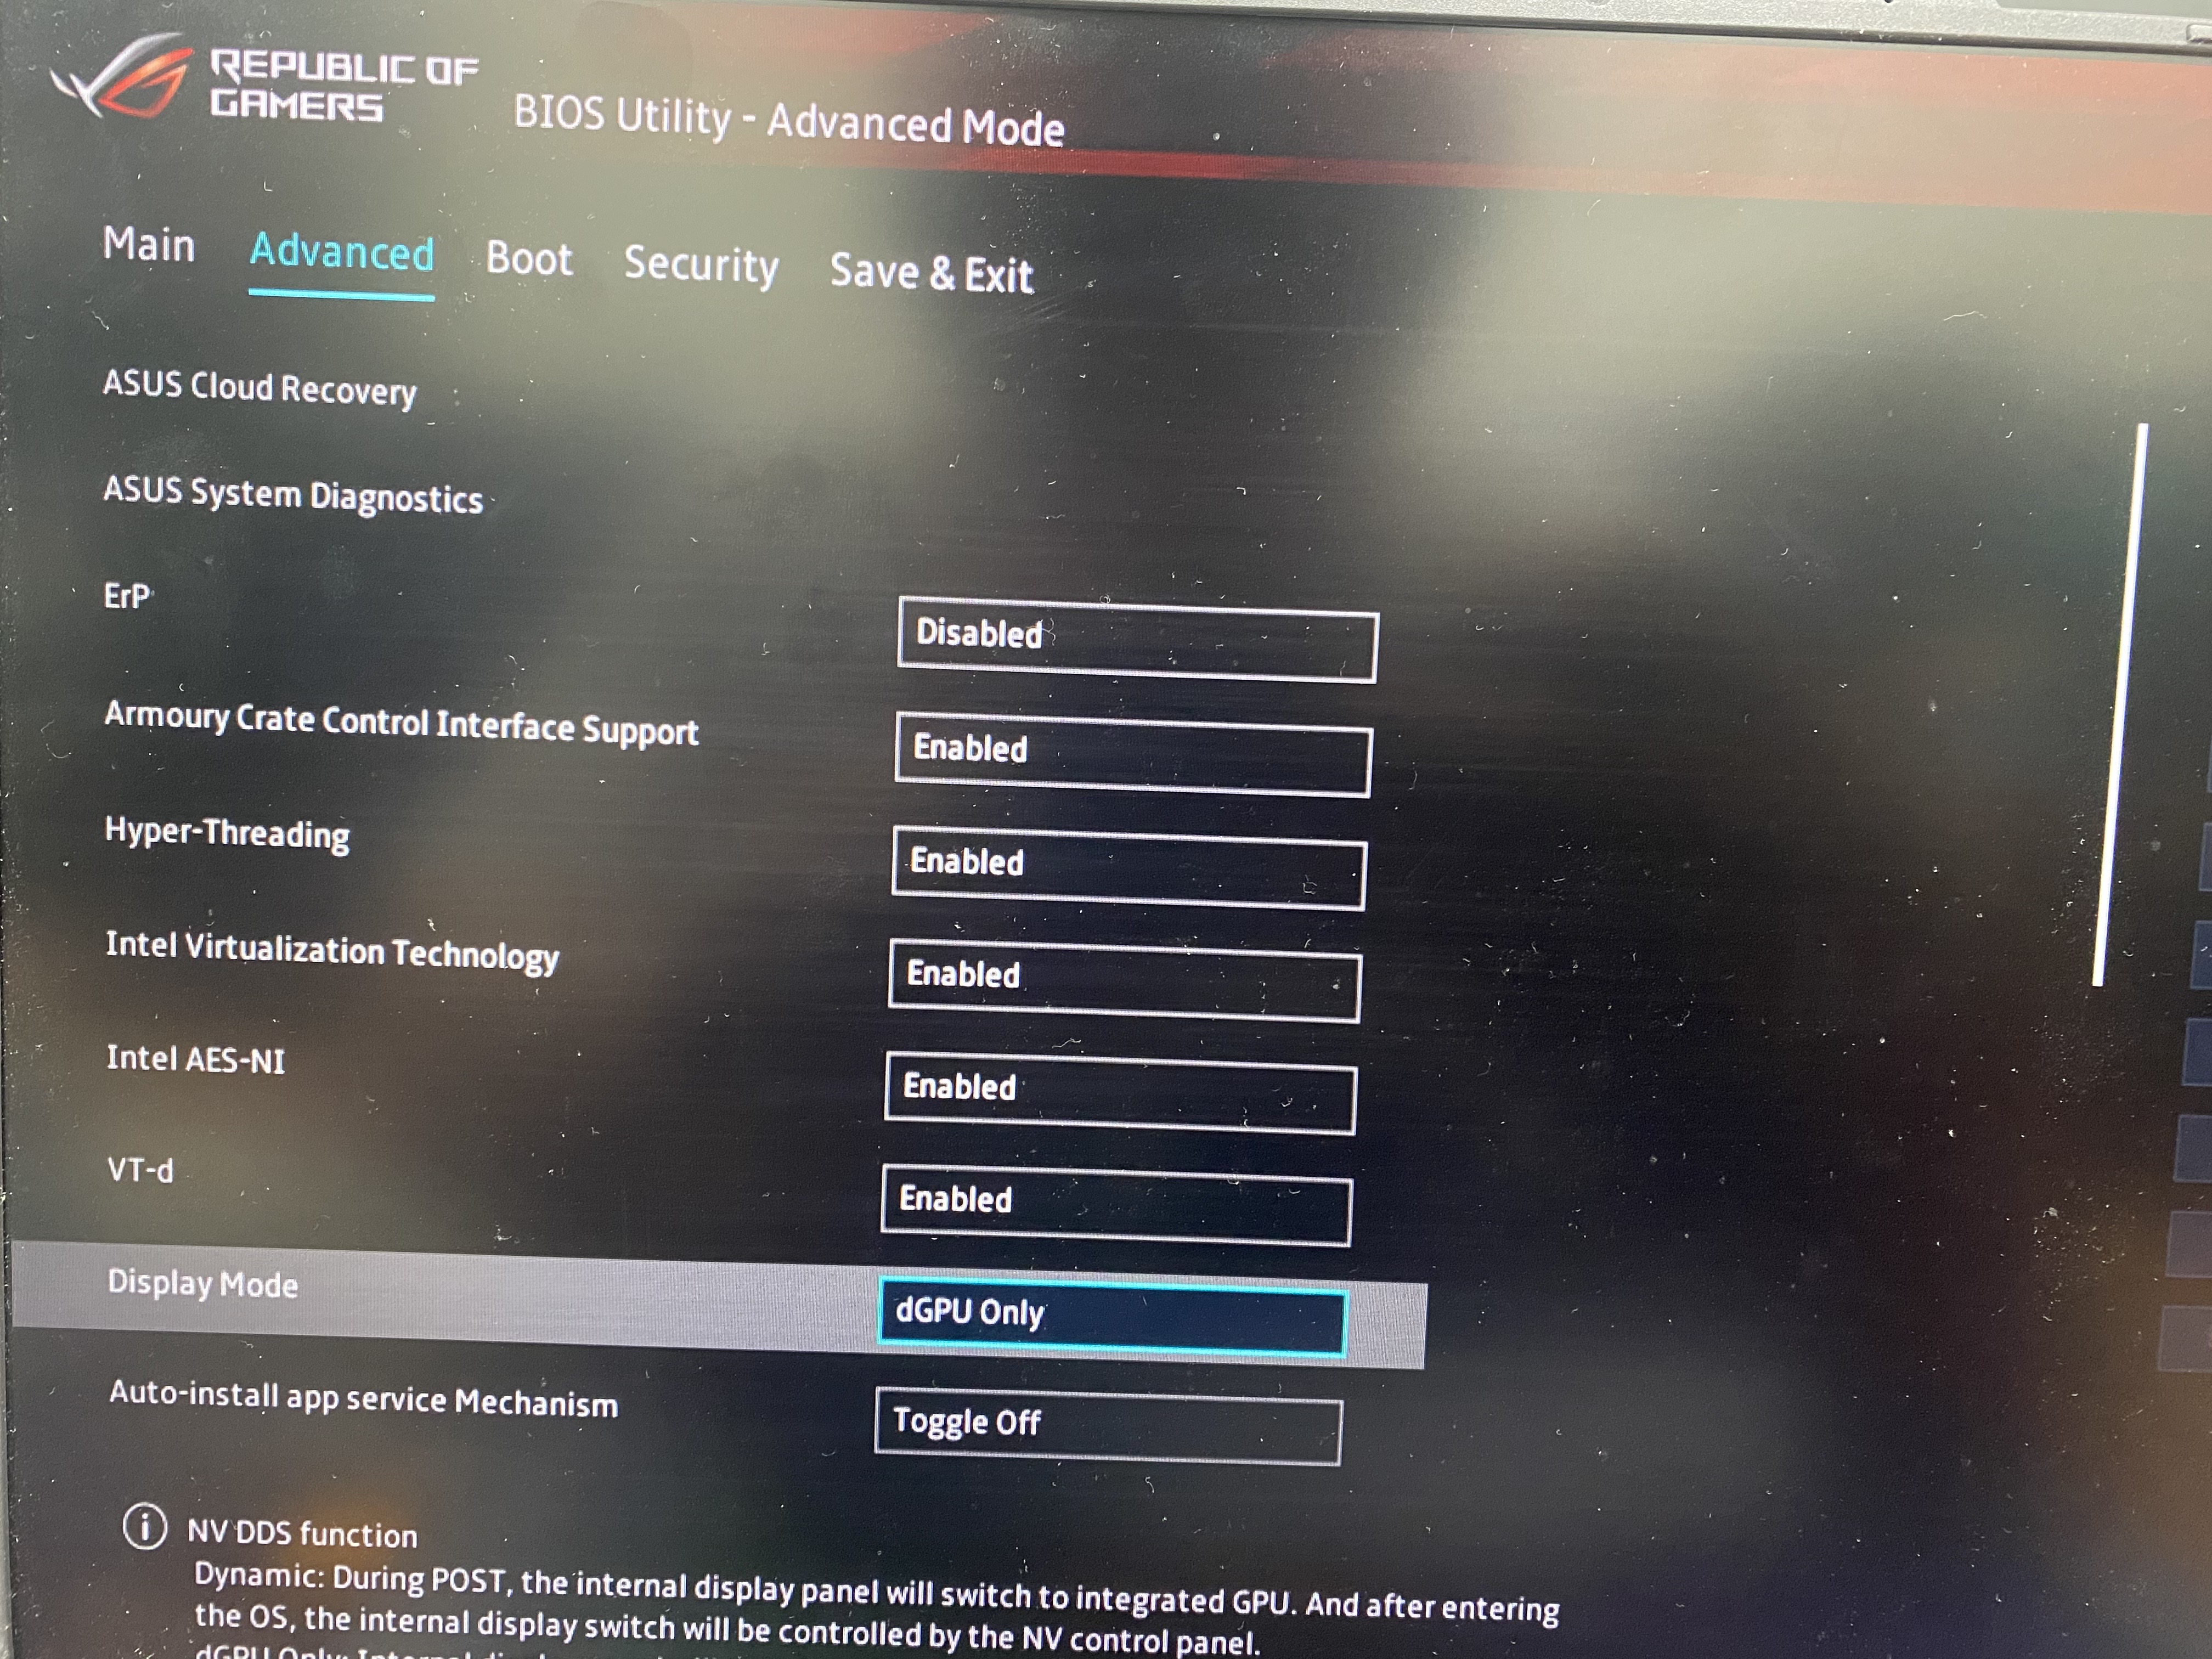 REPUBLIC OF
GAMERS
BIOS Utility - Advanced Mode
Main Advanced Boot Security Save & Exit
ASUS Cloud Recovery
ASUS System Diagnostics
ErP Disabled
Armoury Crate Control Interface Support Enabled
Hyper-Threading Enabled
Intel Virtualization Technology Enabled
Intel AES-NI Enabled
VT-d Enabled
Display Mode dGPU Only
Auto-install app service Mechanism Toggle Off
NV DDS function
Dynamic: During POST, the internal display panel will switch to integrated GPU. And after entering
the OS, the internal display switch will be controlled by the NV control panel.
dGPU Only: Internal